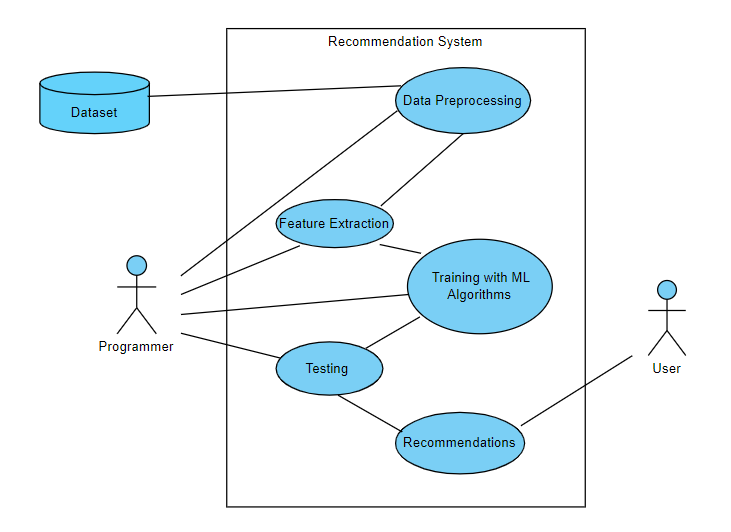 Recommendation System
Dataset
Data Preprocessing
Feature Extraction
Training with ML
Algorithms
Programmer
Testing
User
Recommendations